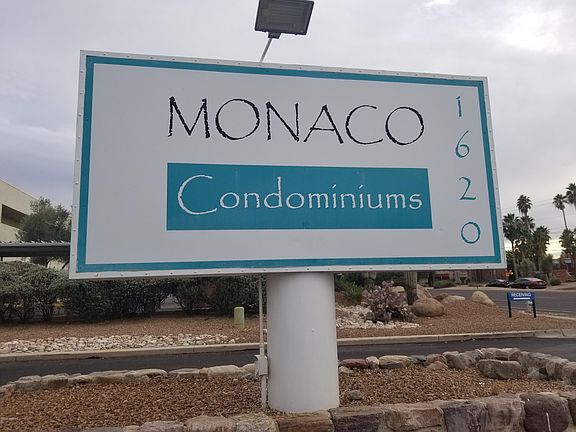 MONACO
Condominiums
1620
RECEIVING